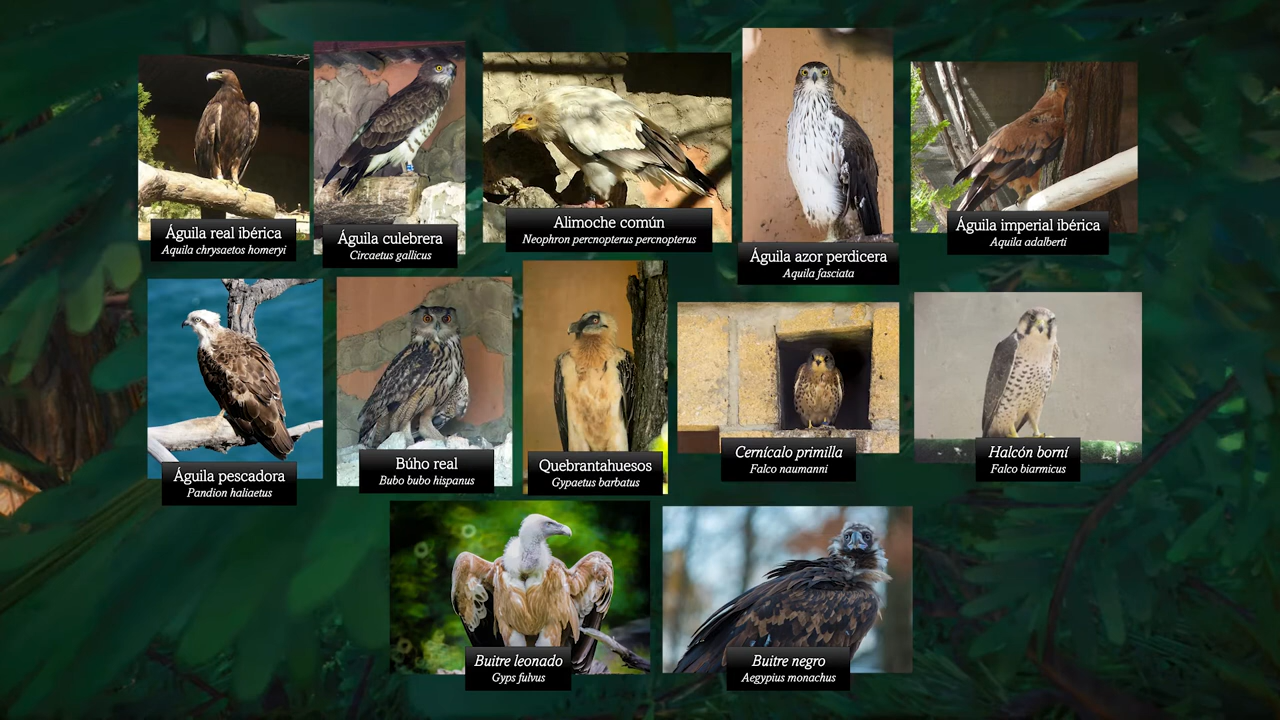 Águila real ibérica
Aquila chrysaetos homeryi
Águila culebrera
Circaetus gallicus
Alimoche común
Neophron percnopterus percnopterus
Águila azor perdicera
Aquila fasciata
Águila imperial ibérica
Aquila adalberti
Águila pescadora
Pandion haliaetus
Búho real
Bubo bubo hispanus
Quebrantahuesos
Gypaetus barbatus
Cernícalo primilla
Falco naumanni
Halcón borní
Falco biarmicus
Buitre leonado
Gyps fulvus
Buitre negro
Aegypius monachus